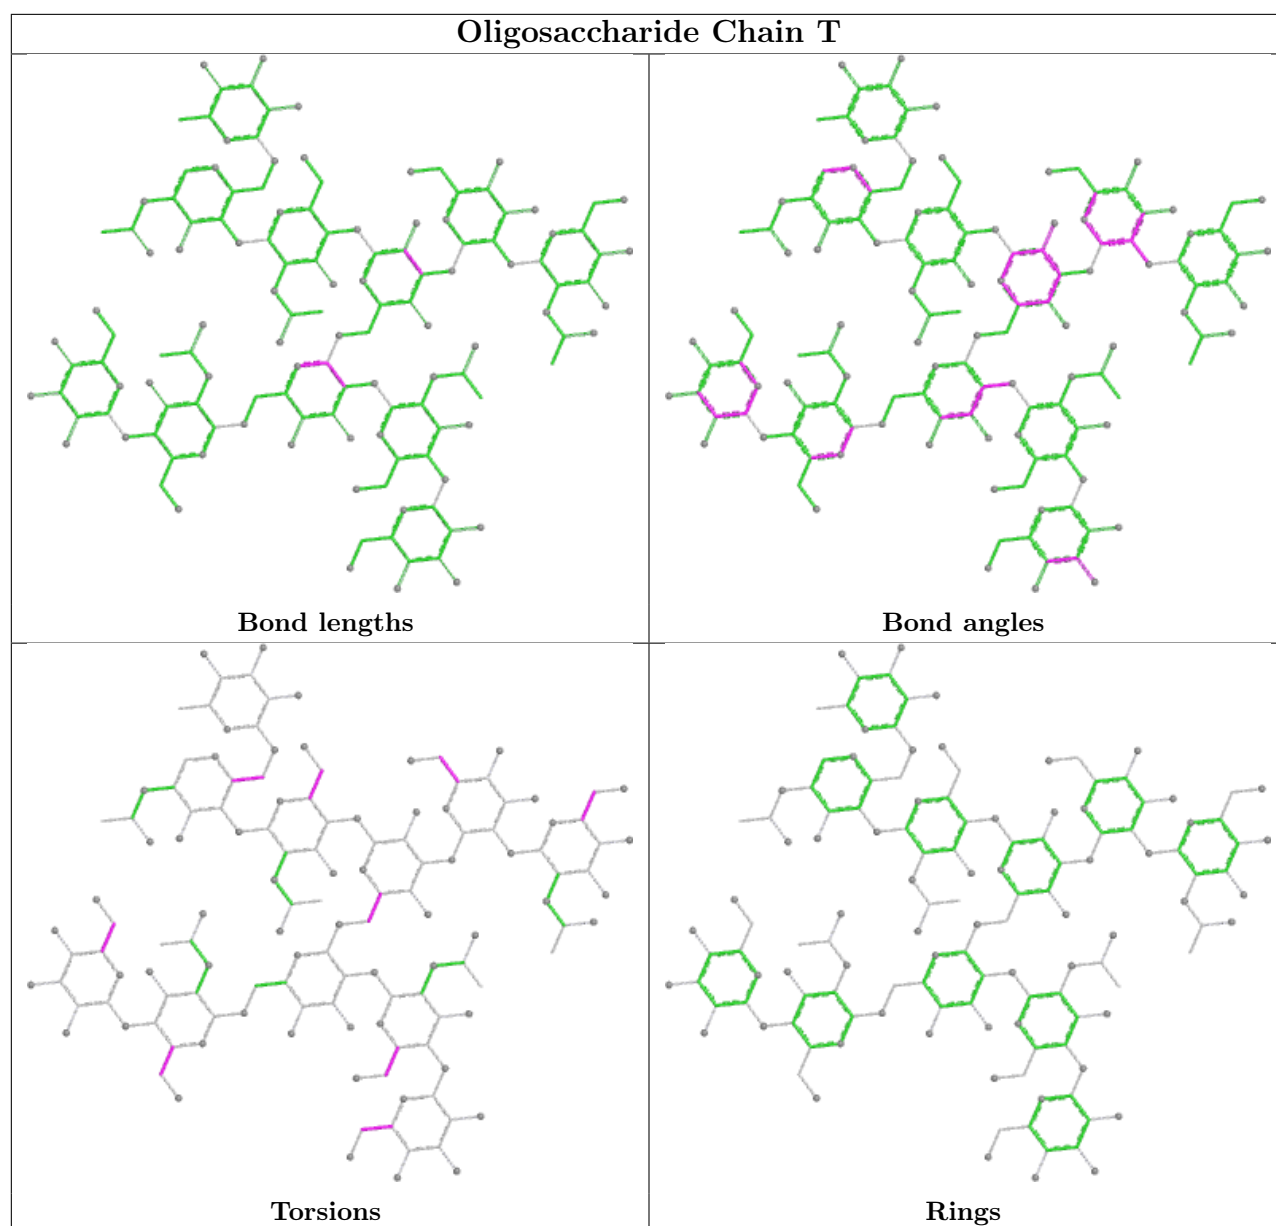 Oligosaccharide Chain T
Bond lengths
Bond angles
Torsions
Rings